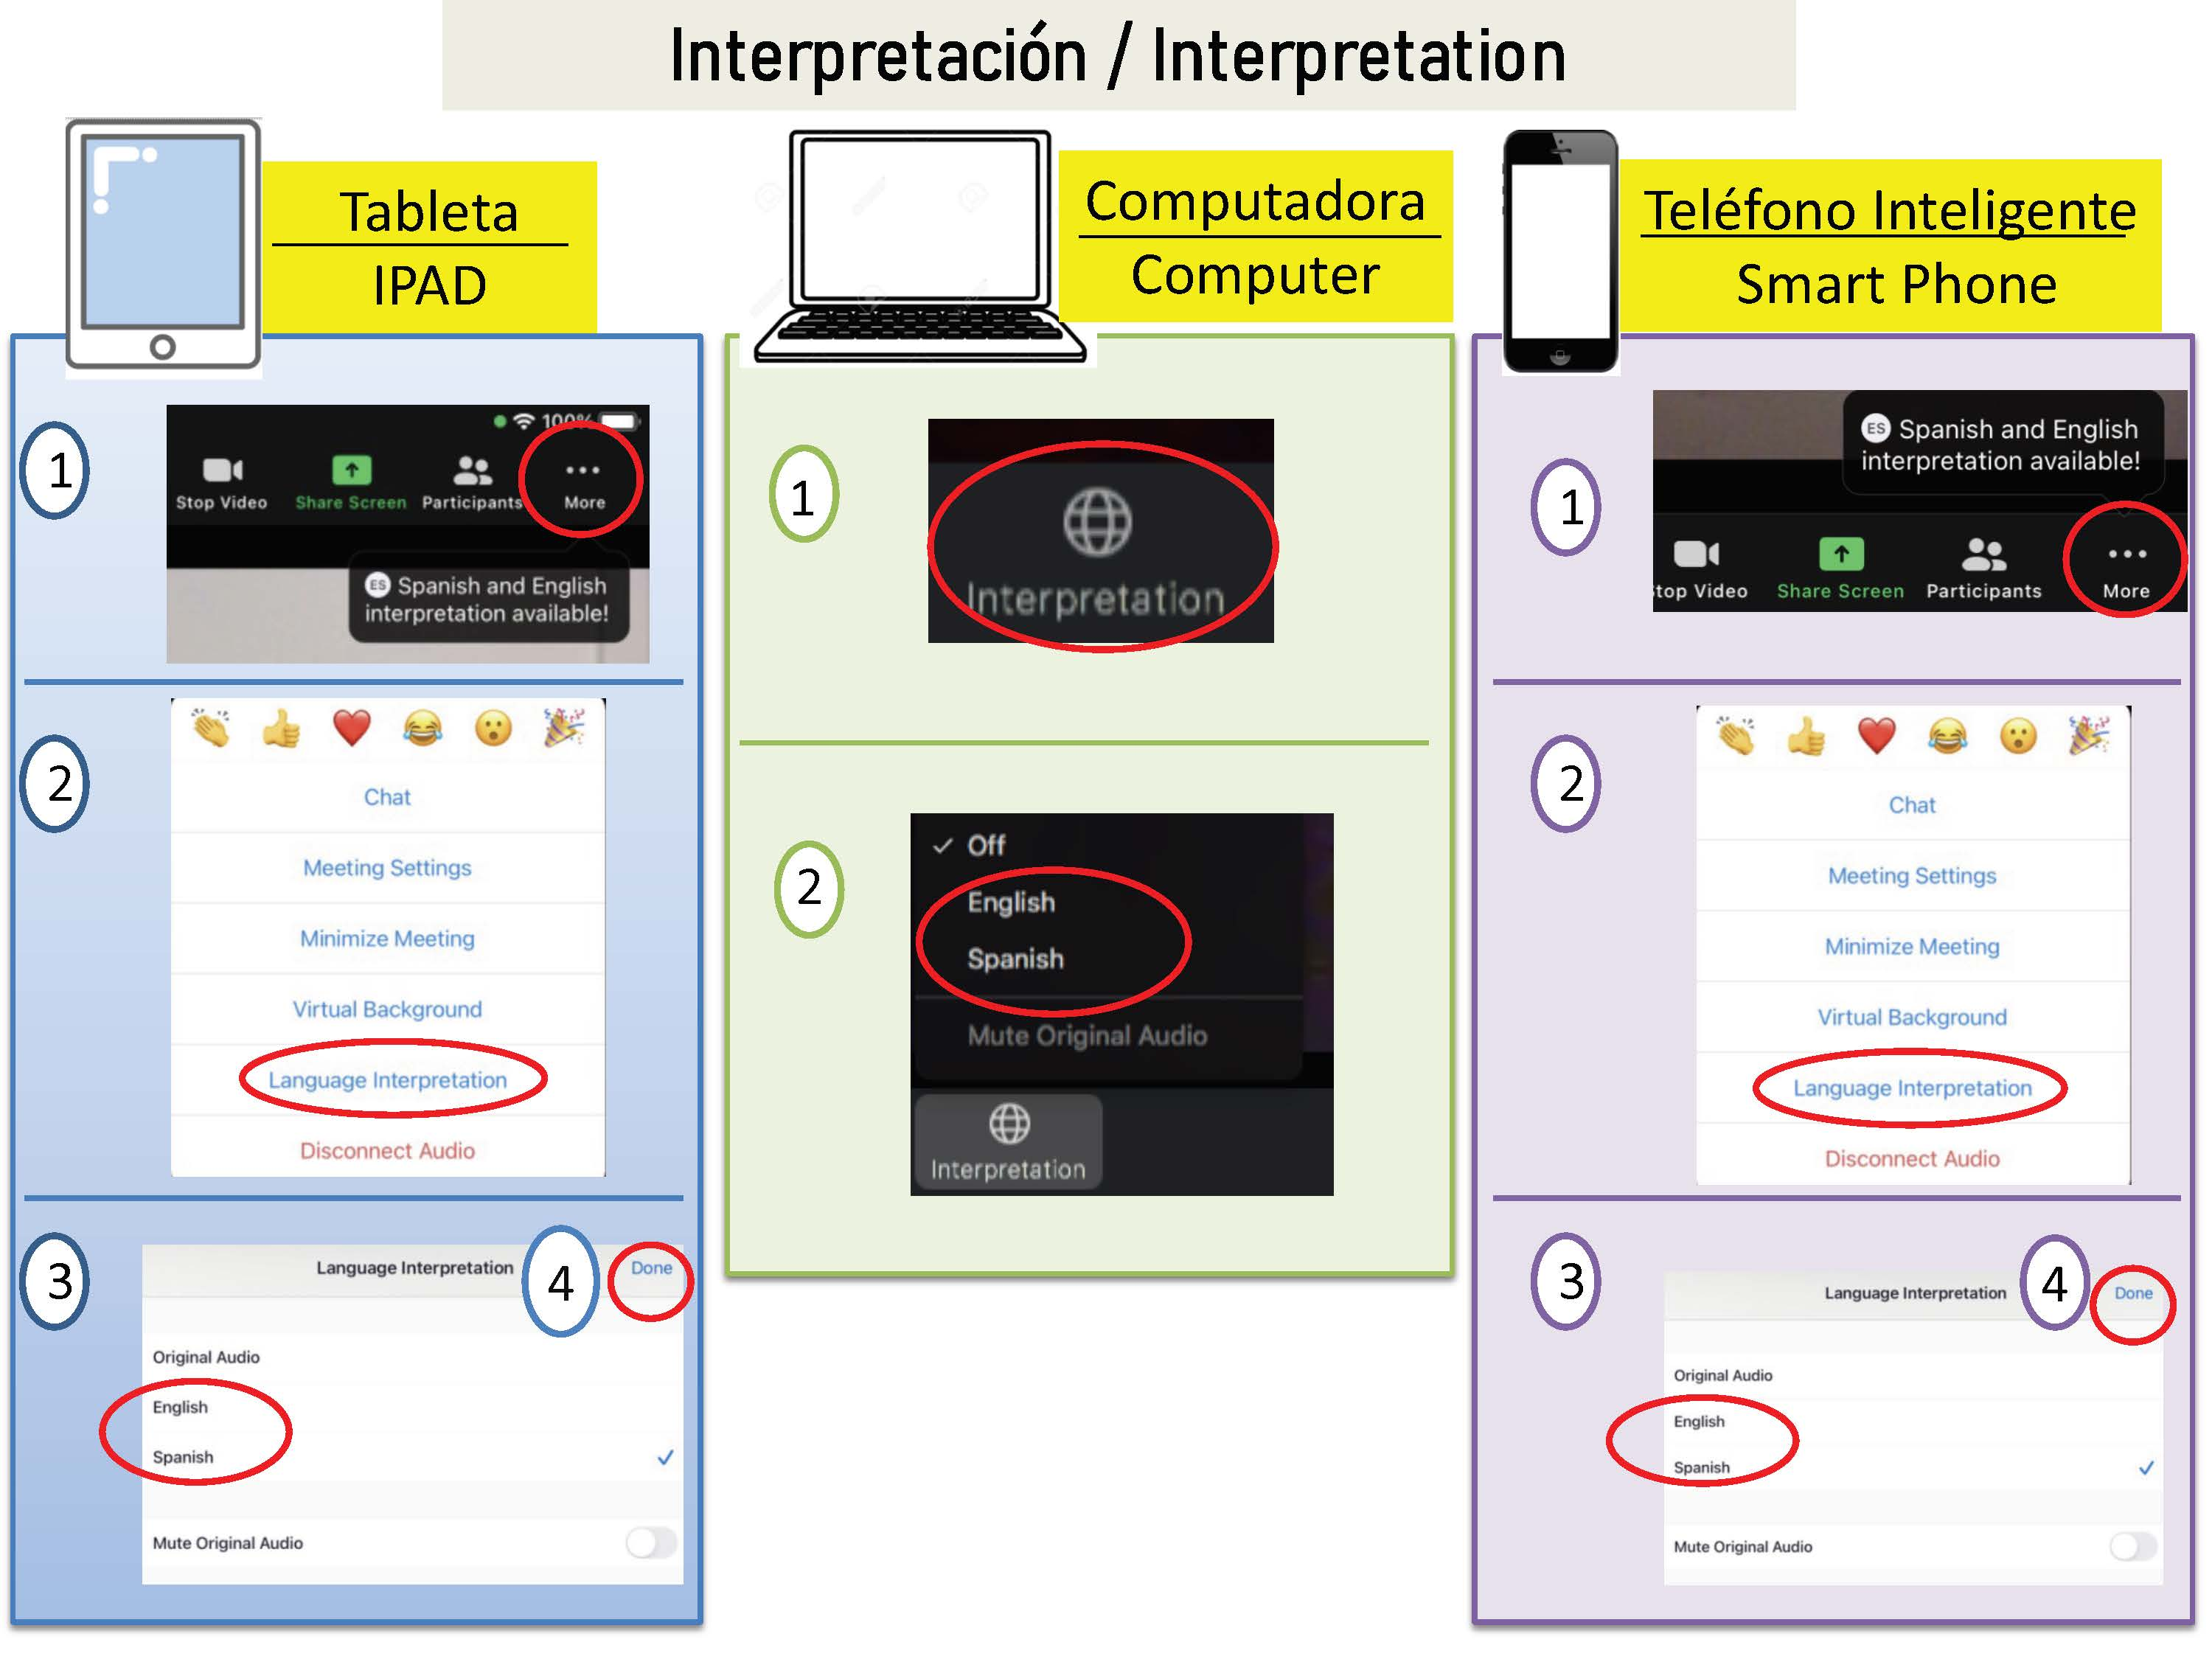 Interpretación / Interpretation
Tableta
IPAD
1
100%
Stop Video
Share Screen
Participants
More
ES Spanish and English
interpretation available!
2
Chat
Meeting Settings
Minimize Meeting
Virtual Background
Language Interpretation
Disconnect Audio
3
Language Interpretation
4
Done
Original Audio
English
Spanish
Mute Original Audio
Computadora
Computer
1
Interpretation
2
Off
English
Spanish
Mute Original Audio
Interpretation
Teléfono Inteligente
Smart Phone
1
ES Spanish and English
interpretation available!
top Video
Share Screen
Participants
More
2
Chat
Meeting Settings
Minimize Meeting
Virtual Background
Language Interpretation
Disconnect Audio
3
Language Interpretation
4
Done
Original Audio
English
Spanish
Mute Original Audio